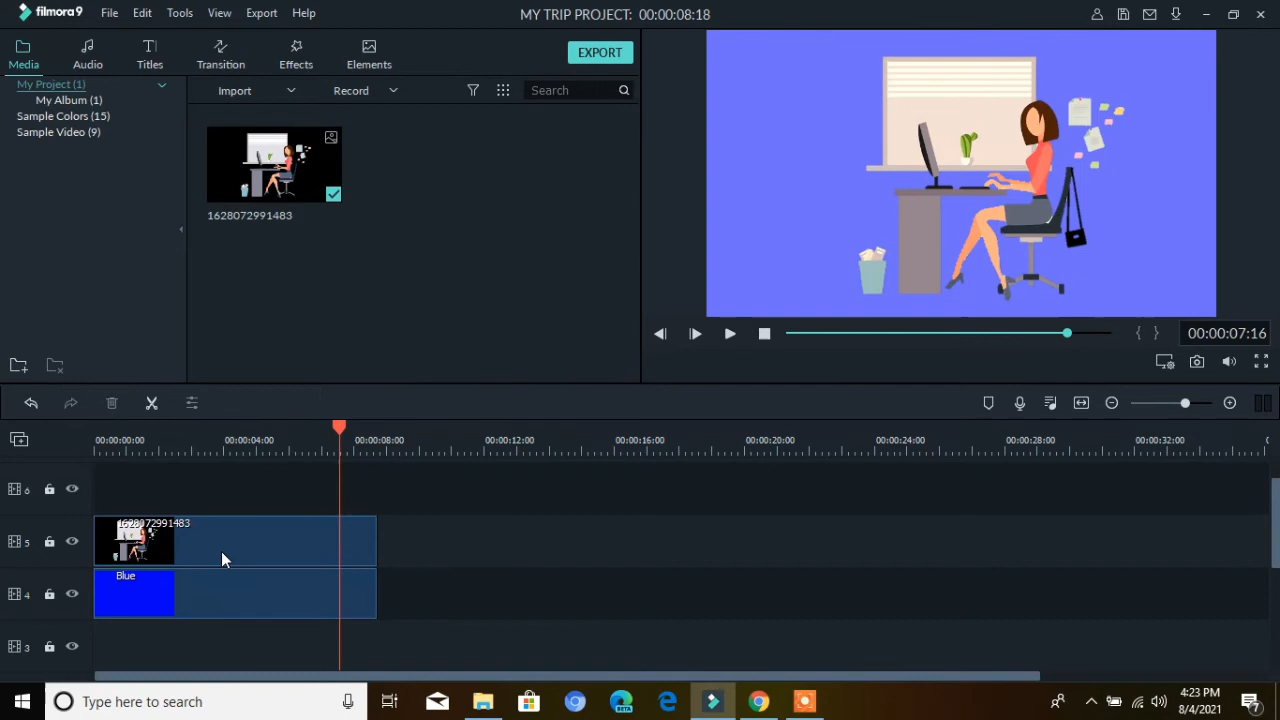 filmora9 File Edit Tools View Export Help MY TRIP PROJECT: 00:00:08:18
Media Audio Titles Transition Effects Elements EXPORT
My Project (1)
My Album (1)
Sample Colors (15)
Sample Video (9)
Import Record Search
1628072991483
00:00:07:16
00:00:00:00 00:00:04:00 00:00:08:00 00:00:12:00 00:00:16:00 00:00:20:00 00:00:24:00 00:00:28:00 00:00:32:00
6
1628072991483
5
Blue
4
3
Type here to search
BETA
4:23 PM
8/4/2021
7